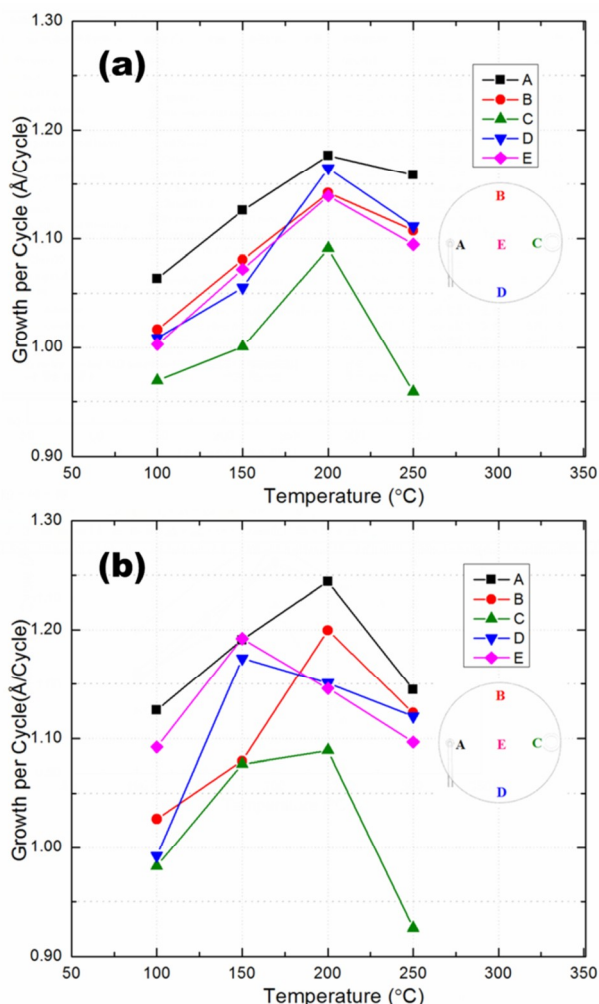 (a)
1.30
1.20
1.10
1.00
0.90
Growth per Cycle (Å/Cycle)
A
B
C
D
E
B
A E C
D
50 100 150 200 250 300 350
Temperature (°C)
(b)
1.30
1.20
1.10
1.00
0.90
Growth per Cycle(Å/Cycle)
A
B
C
D
E
B
A E C
D
50 100 150 200 250 300 350
Temperature (°C)